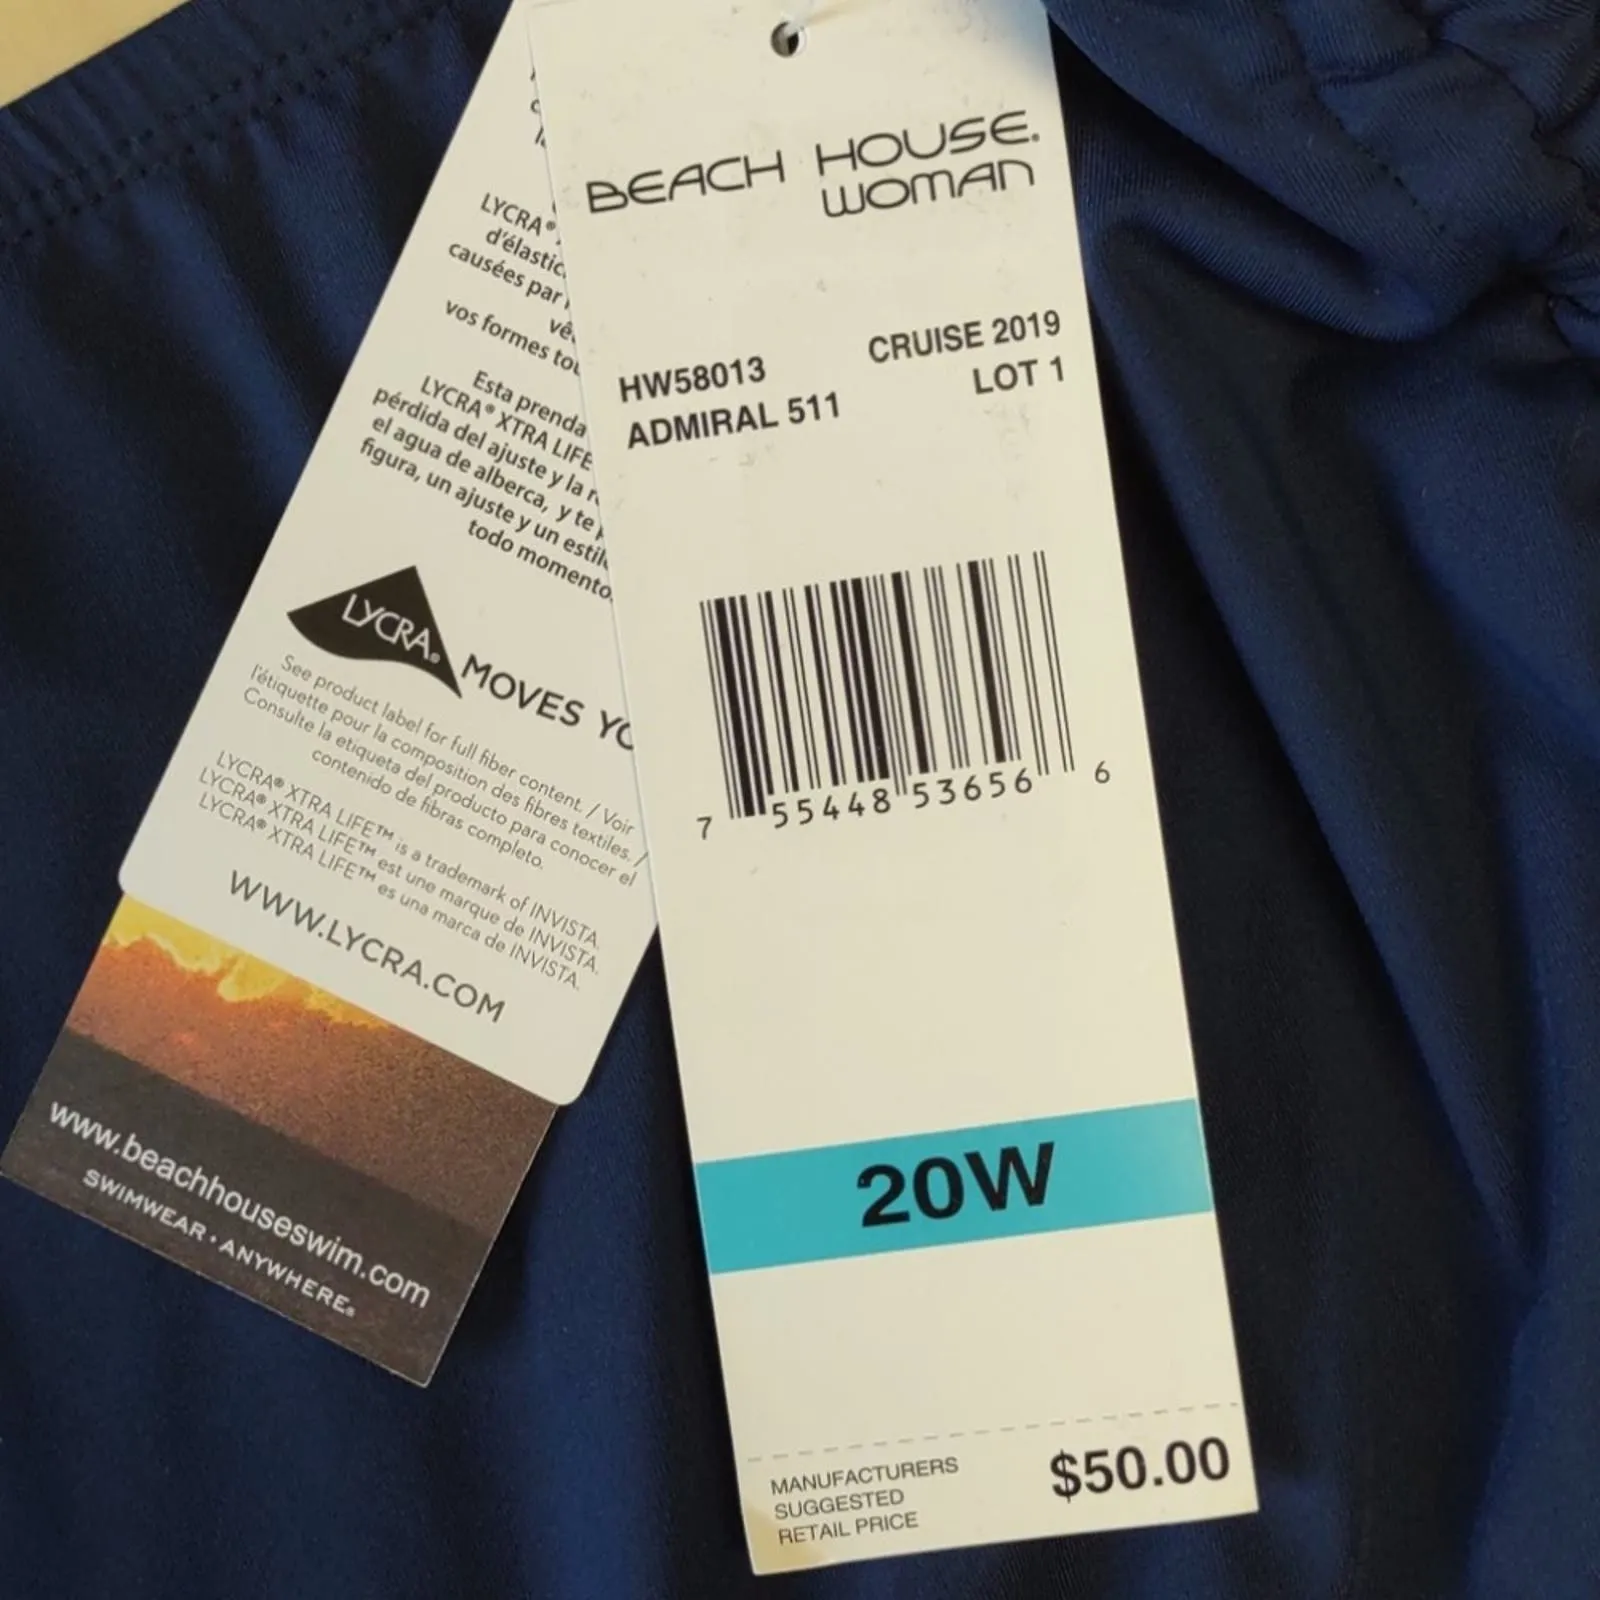 BEACH HOUSE®
WOMAN
HW58013
ADMIRAL 511
CRUISE 2019
LOT 1
7 55448 53656 6
20W
MANUFACTURERS
SUGGESTED
RETAIL PRICE
$50.00
LYCRA®
d'élastic
causées par
vos formes
Esta prenda
LYCRA® XTRA LIFE
pérdida del ajuste y la
el agua de alberca, y te
figura, un ajuste y un
todo momento.
LYCRA® MOVES
See product label for full fiber content. / Voir
l'étiquette pour la composition des fibres textiles. /
Consulte la etiqueta del producto para conocer el
contenido de fibras completo.
LYCRA® XTRA LIFE™ is a trademark of INVISTA.
LYCRA® XTRA LIFE™ est une marque de INVISTA.
LYCRA® XTRA LIFE™ es una marca de INVISTA.
WWW.LYCRA.COM
www.beachhouseswim.com
SWIMWEAR • ANYWHERE®